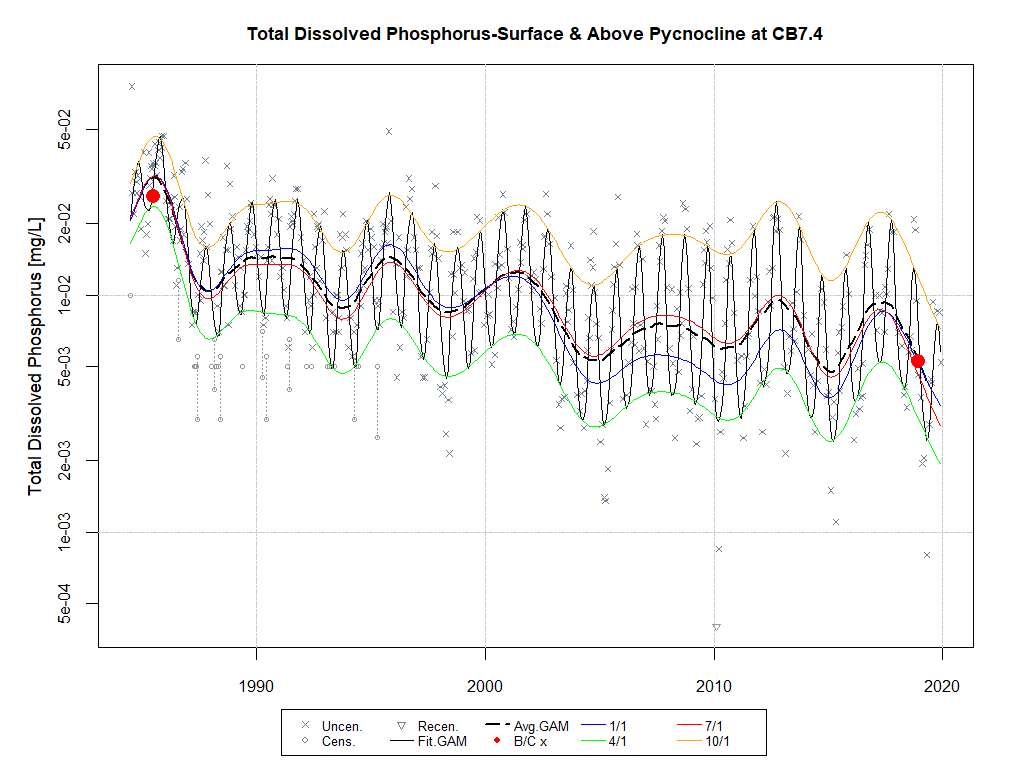 Total Dissolved Phosphorus-Surface & Above Pycnocline at CB7.4
Total Dissolved Phosphorus [mg/L]
5e-02
2e-02
1e-02
5e-03
2e-03
1e-03
5e-04
1990 2000 2010 2020
Uncen. Recen. Avg.GAM 1/1 7/1
Cens. Fit.GAM B/C x 4/1 10/1